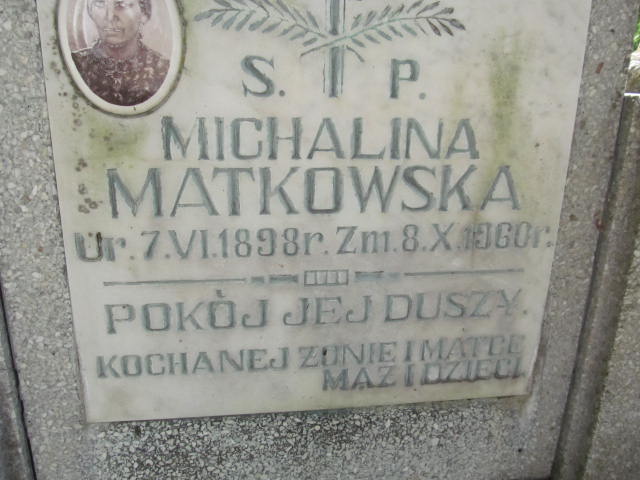 S. P.
MICHALINA
MATKOWSKA
Ur. 7.VI.1898r. Zm. 8.X.1960r.
POKÓJ JEJ DUSZY
KOCHANEJ ŻONIE I MATCE
MĄŻ I DZIECI